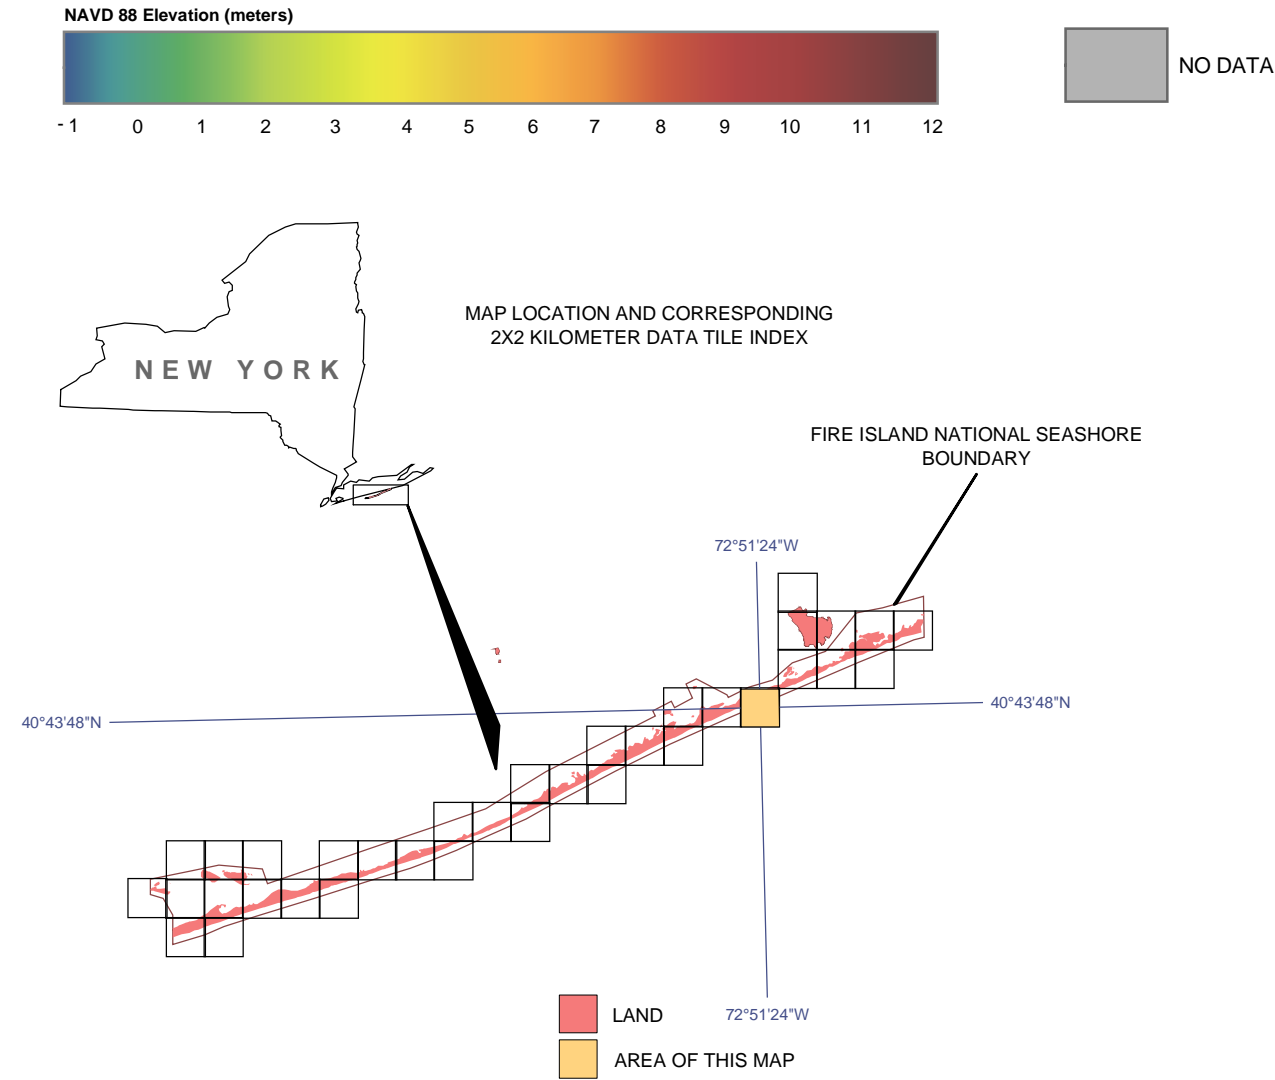 NAVD 88 Elevation (meters)
NO DATA
-1 0 1 2 3 4 5 6 7 8 9 10 11 12
MAP LOCATION AND CORRESPONDING
2X2 KILOMETER DATA TILE INDEX
NEW YORK
FIRE ISLAND NATIONAL SEASHORE
BOUNDARY
72°51'24"W
40°43'48"N
40°43'48"N
LAND
72°51'24"W
AREA OF THIS MAP